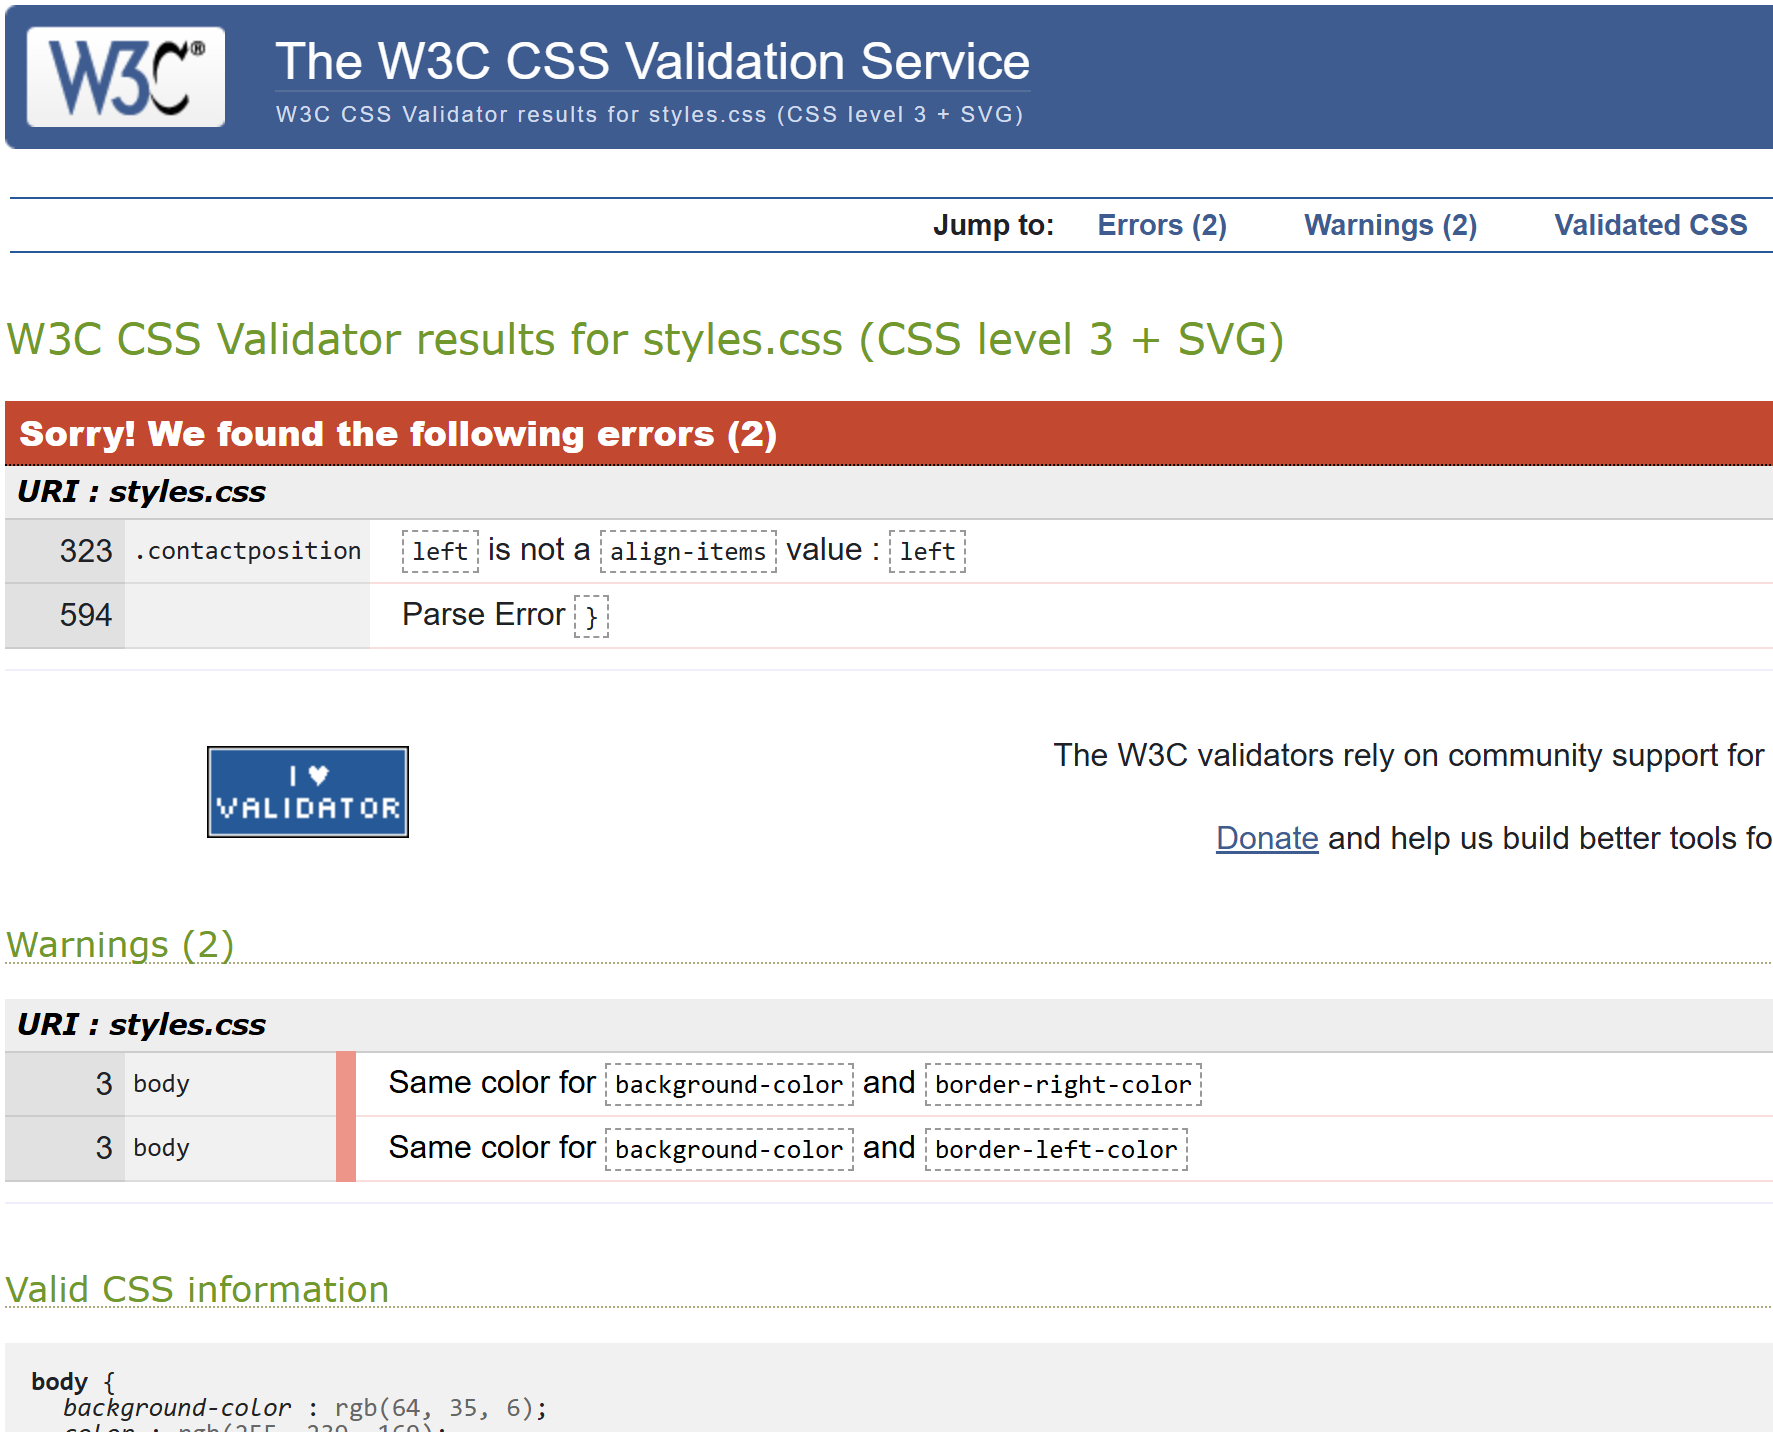 W3C®
The W3C CSS Validation Service
W3C CSS Validator results for styles.css (CSS level 3 + SVG)
Jump to: Errors (2) Warnings (2) Validated CSS
W3C CSS Validator results for styles.css (CSS level 3 + SVG)
Sorry! We found the following errors (2)
URI : styles.css
323 .contactposition left is not a align-items value : left
594 Parse Error }
I ♥
VALIDATOR
The W3C validators rely on community support for
Donate and help us build better tools fo
Warnings (2)
URI : styles.css
3 body Same color for background-color and border-right-color
3 body Same color for background-color and border-left-color
Valid CSS information
body {
background-color : rgb(64, 35, 6);
color : rgb(255, 239, 169);